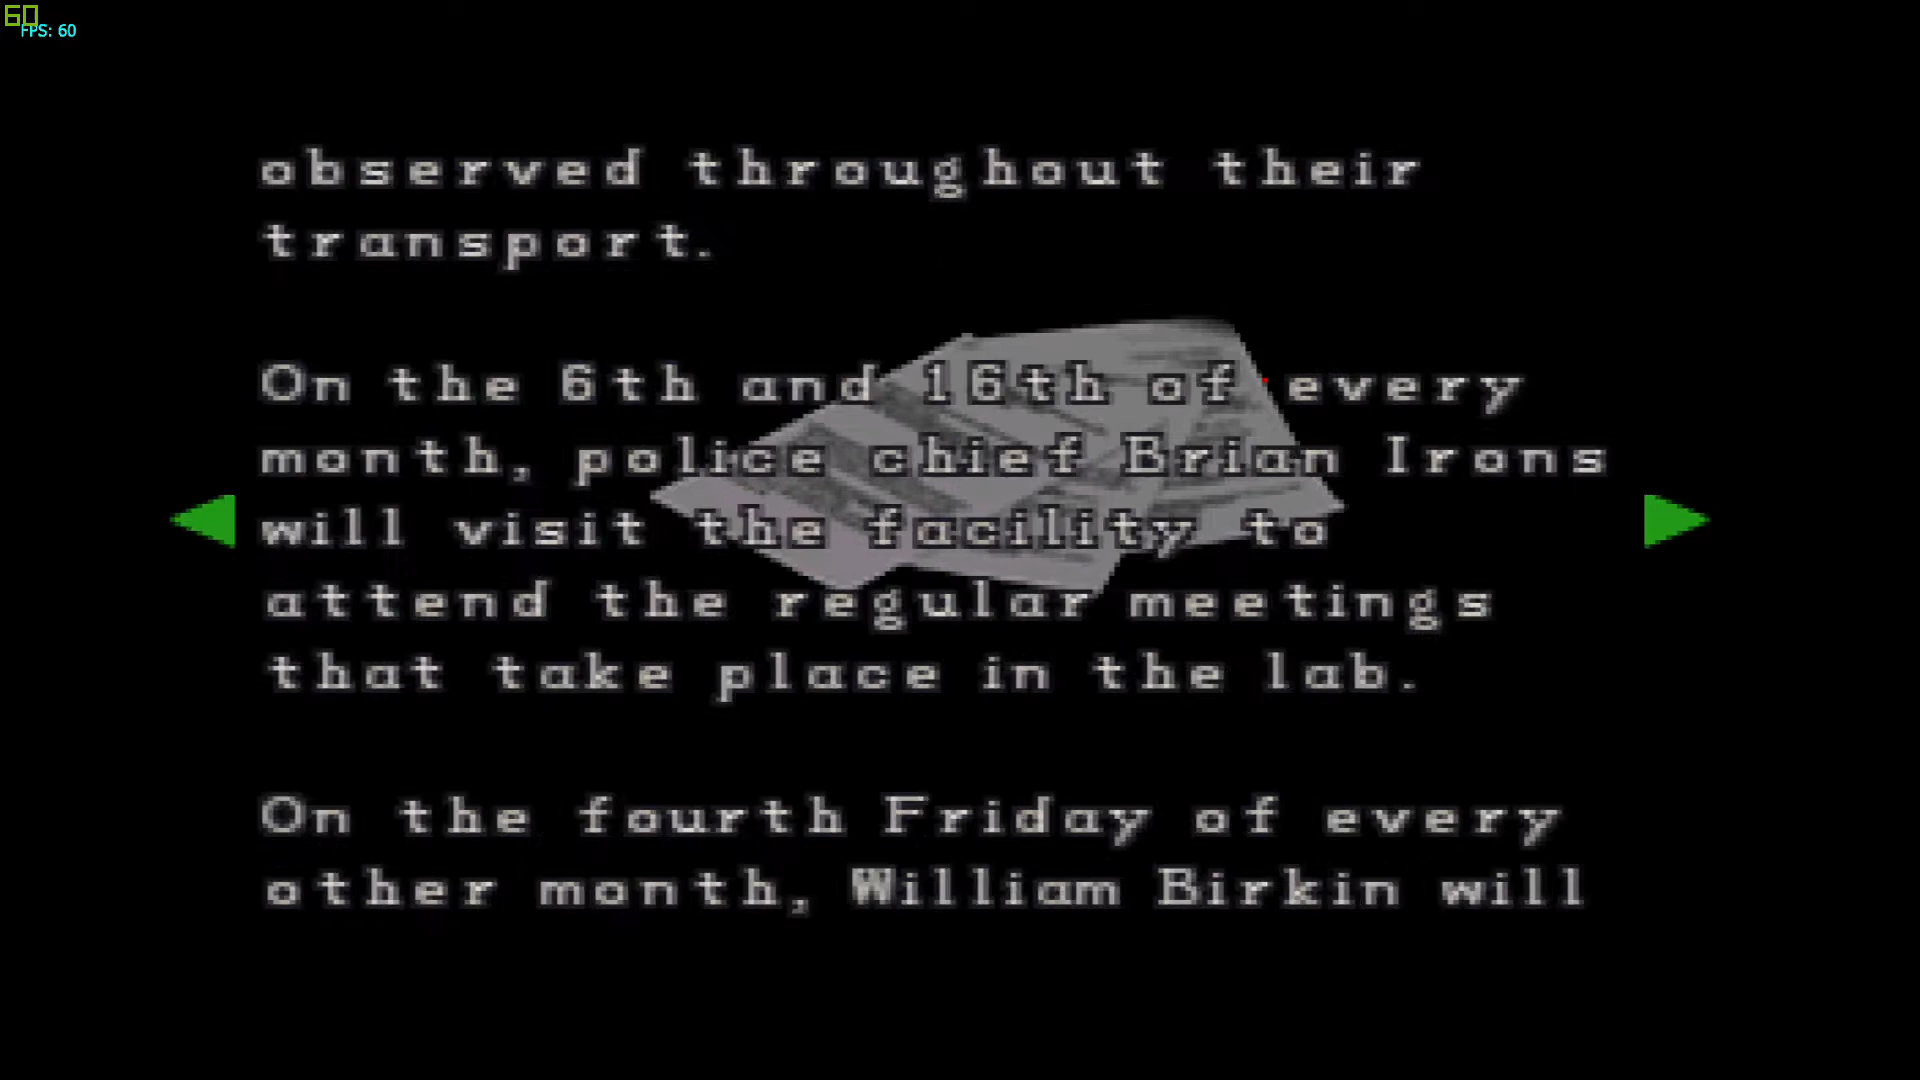 60
FPS: 60
observed throughout their
transport.
On the 6th and 16th of every
month, police chief Brian Irons
will visit the facility to
attend the regular meetings
that take place in the lab.
On the fourth Friday of every
other month, William Birkin will